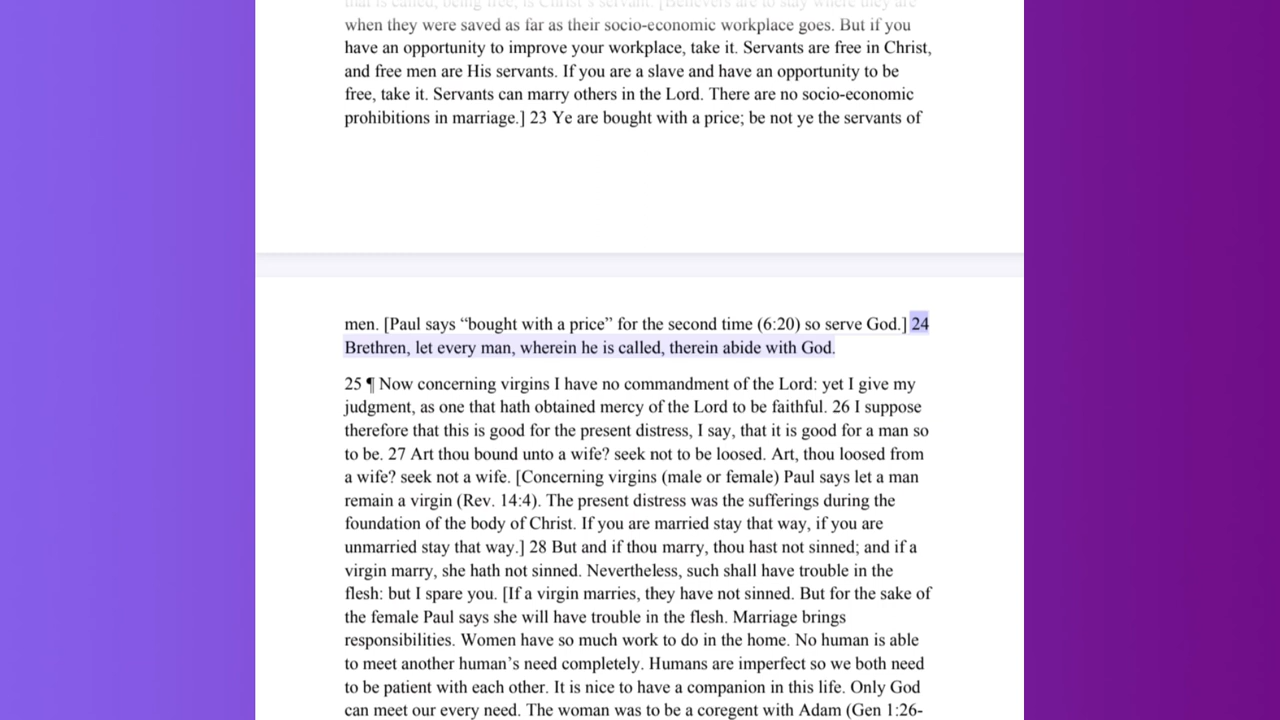 that is called, being free, is Christ's servant. [Believers are to stay where they are
when they were saved as far as their socio-economic workplace goes. But if you
have an opportunity to improve your workplace, take it. Servants are free in Christ,
and free men are His servants. If you are a slave and have an opportunity to be
free, take it. Servants can marry others in the Lord. There are no socio-economic
prohibitions in marriage.] 23 Ye are bought with a price; be not ye the servants of
men. [Paul says “bought with a price” for the second time (6:20) so serve God.] 24
Brethren, let every man, wherein he is called, therein abide with God.
25 ¶ Now concerning virgins I have no commandment of the Lord: yet I give my
judgment, as one that hath obtained mercy of the Lord to be faithful. 26 I suppose
therefore that this is good for the present distress, I say, that it is good for a man so
to be. 27 Art thou bound unto a wife? seek not to be loosed. Art, thou loosed from
a wife? seek not a wife. [Concerning virgins (male or female) Paul says let a man
remain a virgin (Rev. 14:4). The present distress was the sufferings during the
foundation of the body of Christ. If you are married stay that way, if you are
unmarried stay that way.] 28 But and if thou marry, thou hast not sinned; and if a
virgin marry, she hath not sinned. Nevertheless, such shall have trouble in the
flesh: but I spare you. [If a virgin marries, they have not sinned. But for the sake of
the female Paul says she will have trouble in the flesh. Marriage brings
responsibilities. Women have so much work to do in the home. No human is able
to meet another human’s need completely. Humans are imperfect so we both need
to be patient with each other. It is nice to have a companion in this life. Only God
can meet our every need. The woman was to be a coregent with Adam (Gen 1:26-